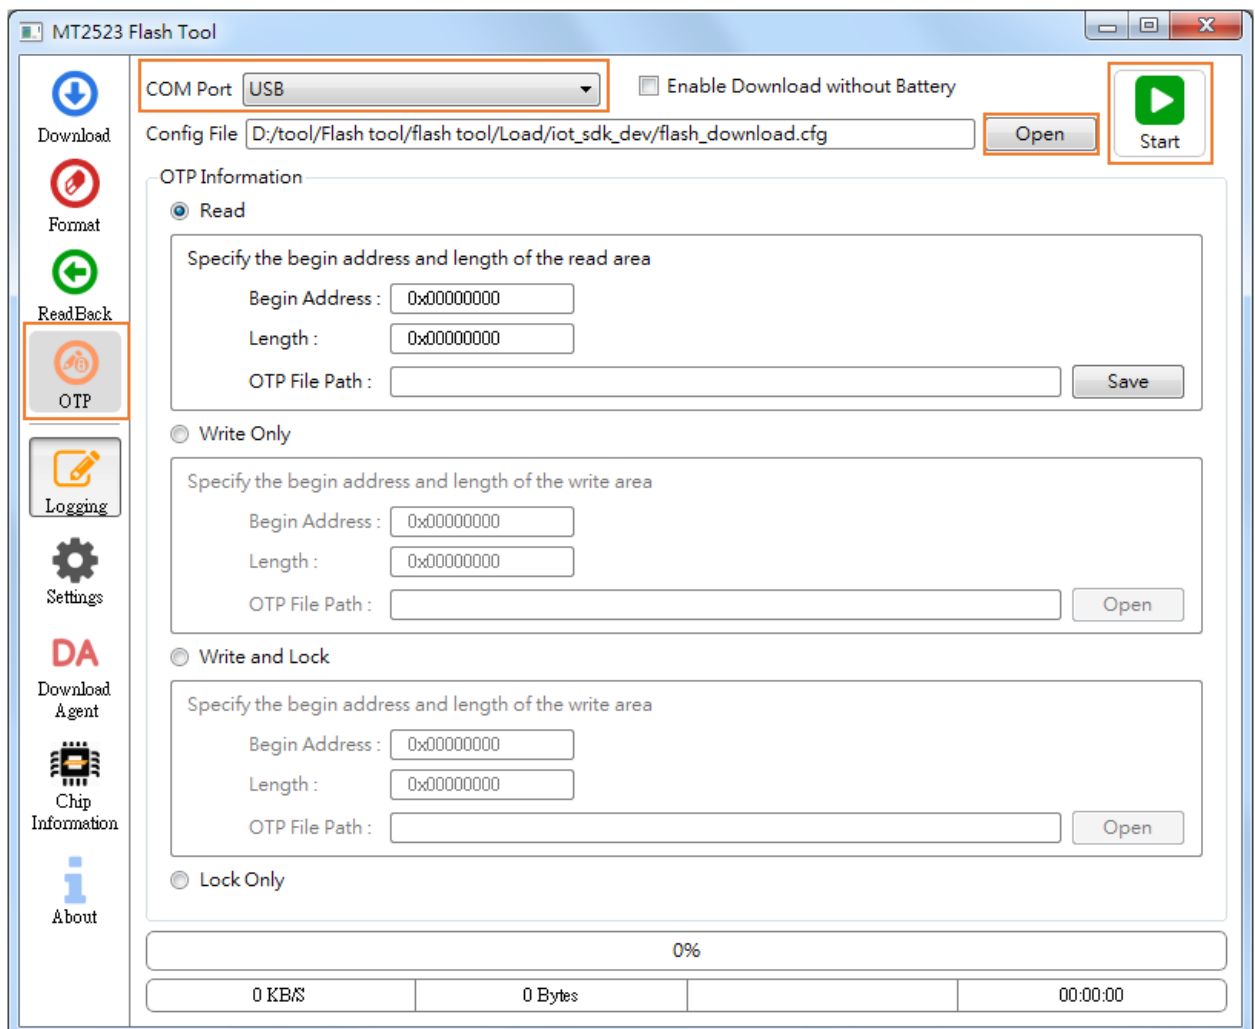 MT2523 Flash Tool
COM Port USB Enable Download without Battery
Config File D:/tool/Flash tool/flash tool/Load/iot_sdk_dev/flash_download.cfg Open
Start
Download
Format
ReadBack
OTP
Logging
Settings
DA
Download
Agent
Chip
Information
i
About
OTP Information
Read
Specify the begin address and length of the read area
Begin Address : 0x00000000
Length : 0x00000000
OTP File Path : Save
Write Only
Specify the begin address and length of the write area
Begin Address : 0x00000000
Length : 0x00000000
OTP File Path : Open
Write and Lock
Specify the begin address and length of the write area
Begin Address : 0x00000000
Length : 0x00000000
OTP File Path : Open
Lock Only
0%
0 KB/S 0 Bytes 00:00:00